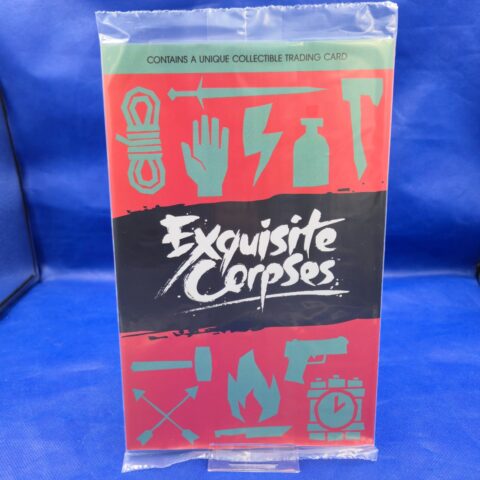 CONTAINS A UNIQUE COLLECTIBLE TRADING CARD
Exquisite
Corpses